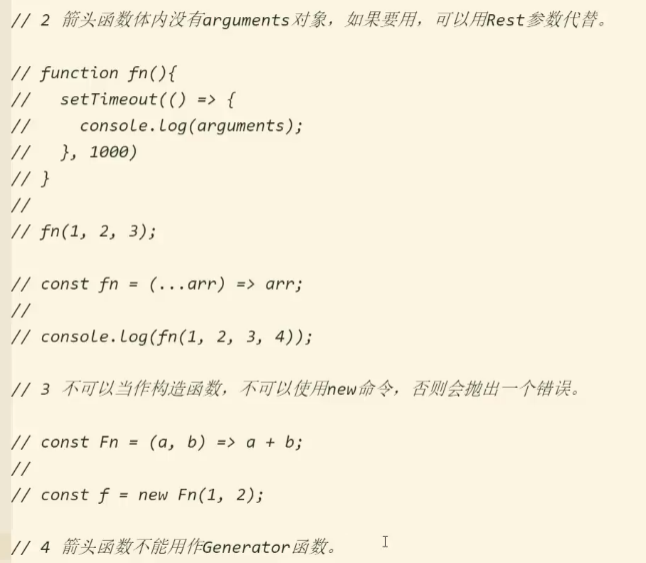 // 2 箭头函数体内没有arguments对象，如果要用，可以用Rest参数代替。
// function fn(){
//   setTimeout(() => {
//     console.log(arguments);
//   }, 1000)
// }
//
// fn(1, 2, 3);
// const fn = (...arr) => arr;
//
// console.log(fn(1, 2, 3, 4));
// 3 不可以当作构造函数，不可以使用new命令，否则会抛出一个错误。
// const Fn = (a, b) => a + b;
//
// const f = new Fn(1, 2);
// 4 箭头函数不能用作Generator函数。